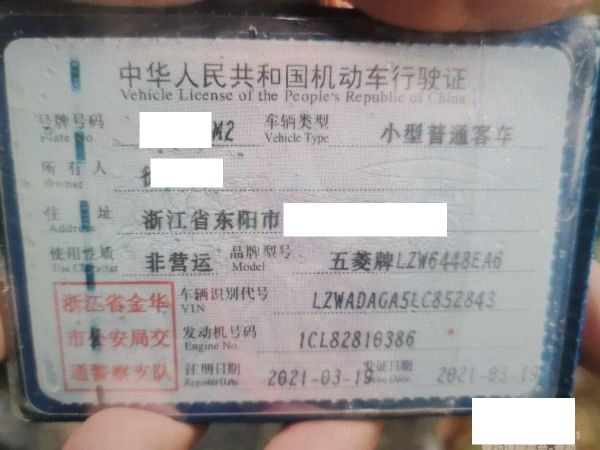 中华人民共和国机动车行驶证
Vehicle License of the People's Republic of China
号牌号码 M2 车辆类型 小型普通客车
Plate No. Vehicle Type
所有人
Owner
住址 浙江省东阳市
Address
使用性质 非营运 品牌型号 五菱牌LZW6448EA6
Use Character Model
浙江省金华 车辆识别代号 LZWADAGA5LC852843
VIN
市公安局交 发动机号码 1CL82810386
Engine No.
通警察支队 注册日期 2021-03-19 发证日期 2021-03-19
Register Date Issue Date